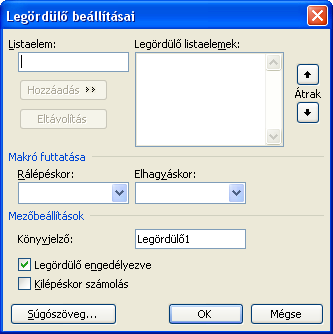 Legördülő beállításai
Listaelem:
Legördülő listaelemek:
Hozzáadás >>
Eltávolítás
Átrak
Makró futtatása
Rálépéskor:
Elhagyáskor:
Mezőbeállítások
Könyvjelző:
Legördülő1
Legördülő engedélyezve
Kilépéskor számolás
Súgószöveg...
OK
Mégse